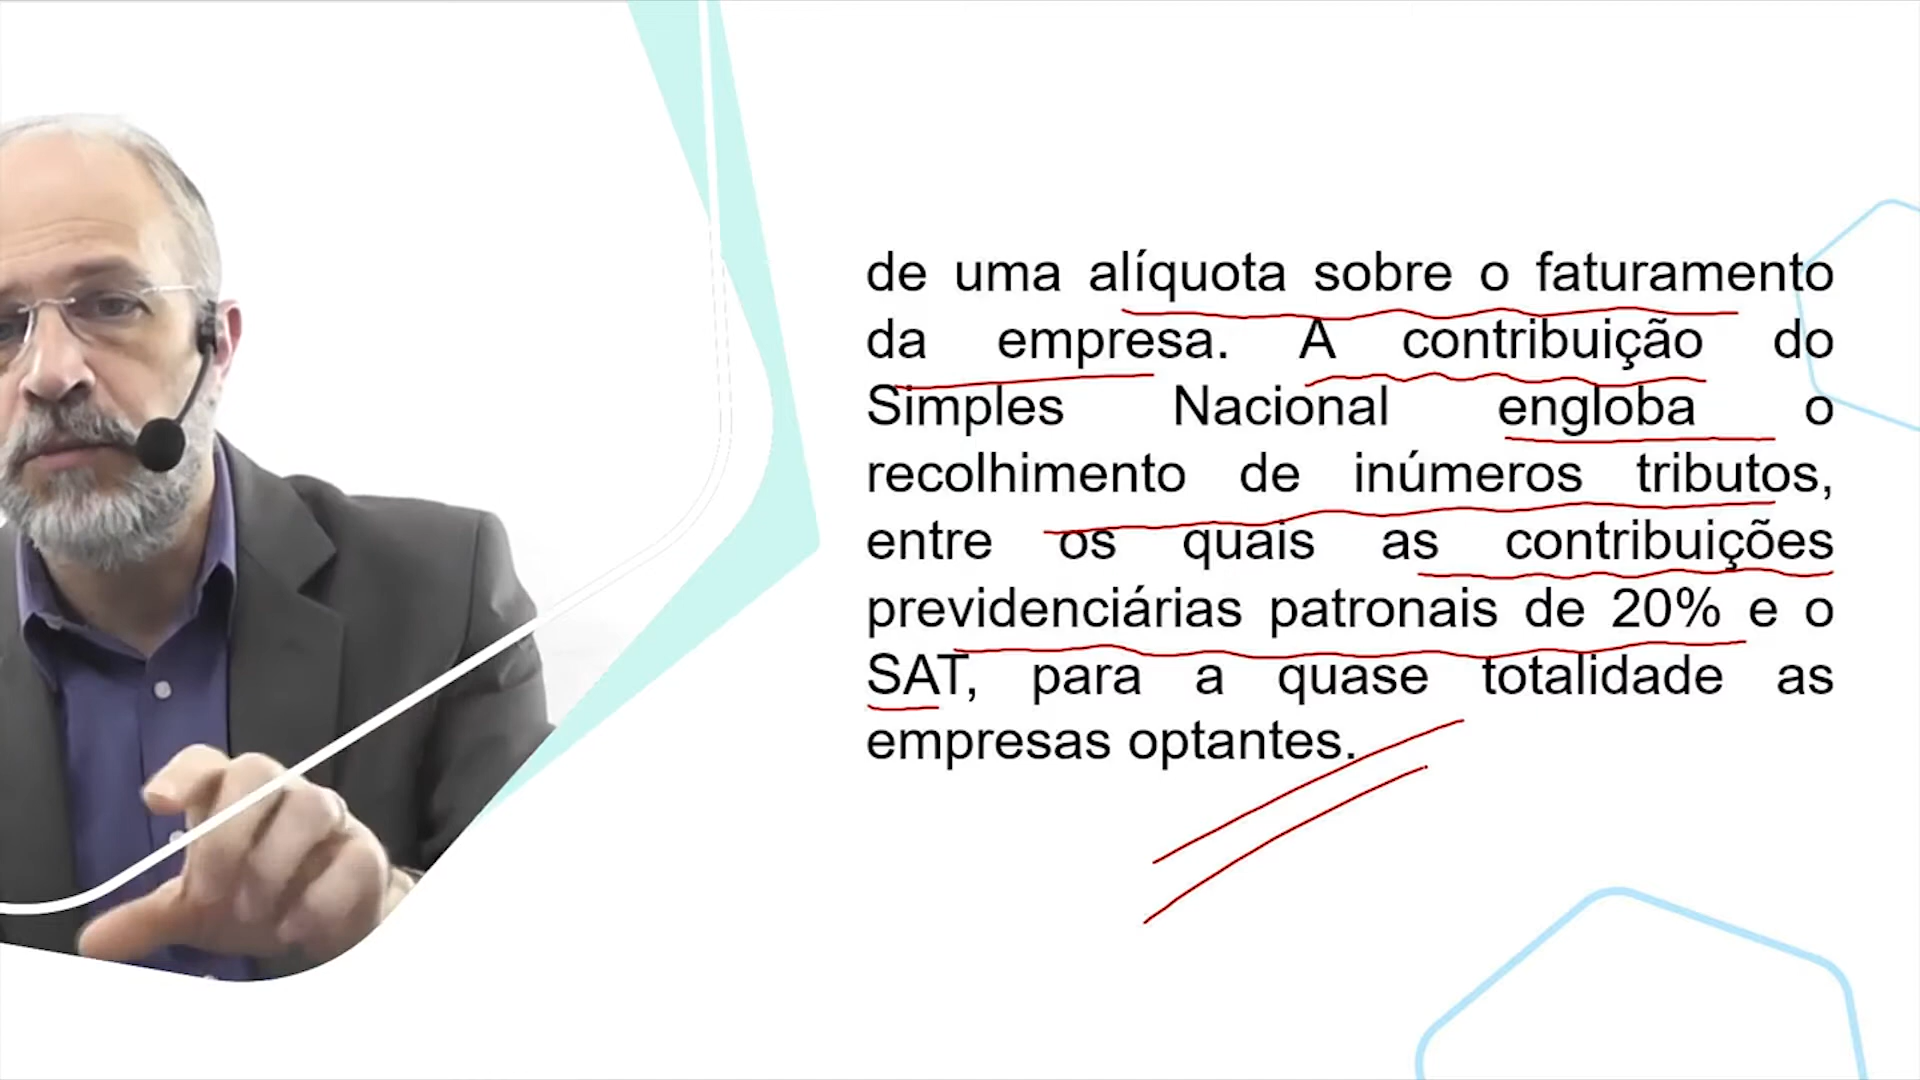 de uma alíquota sobre o faturamento
da empresa. A contribuição do
Simples Nacional engloba o
recolhimento de inúmeros tributos,
entre os quais as contribuições
previdenciárias patronais de 20% e o
SAT, para a quase totalidade as
empresas optantes.